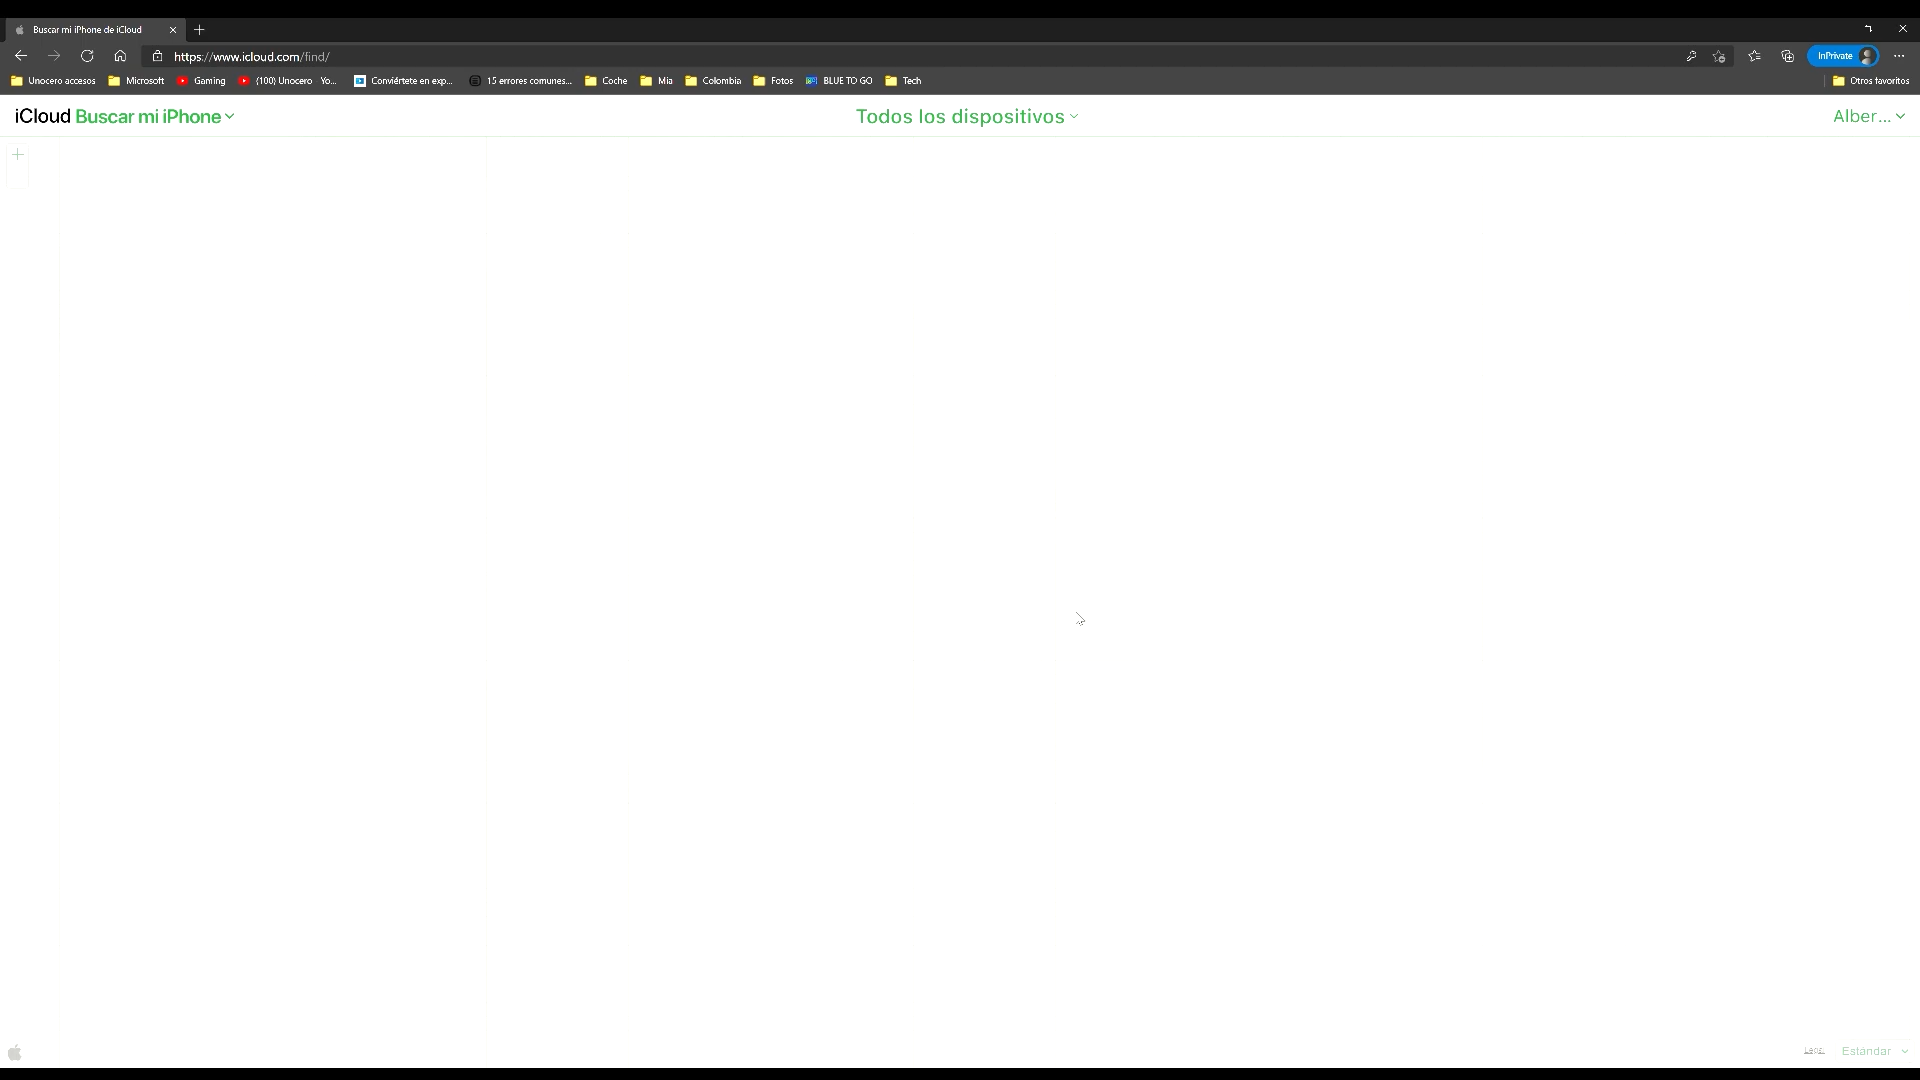 Buscar mi iPhone de iCloud
https://www.icloud.com/find/
InPrivate
Unocero accesos Microsoft Gaming (100) Unocero Yo... Conviértete en exp... 15 errores comunes... Coche Mia Colombia Fotos BLUE TO GO Tech Otros favoritos
iCloud Buscar mi iPhone Todos los dispositivos Alber...
Legal Estándar